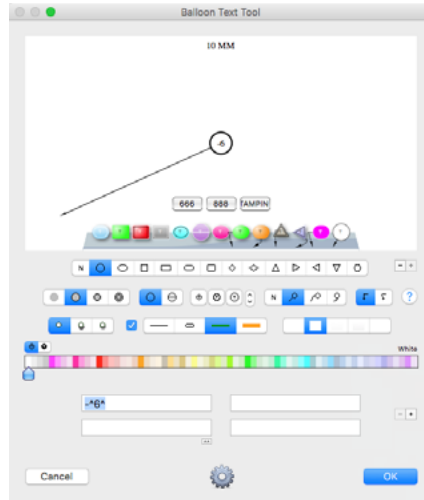 Balloon Text Tool
10 MM
-6
666 888 TAMPIN
N
N
?
White
-*6*
Cancel OK